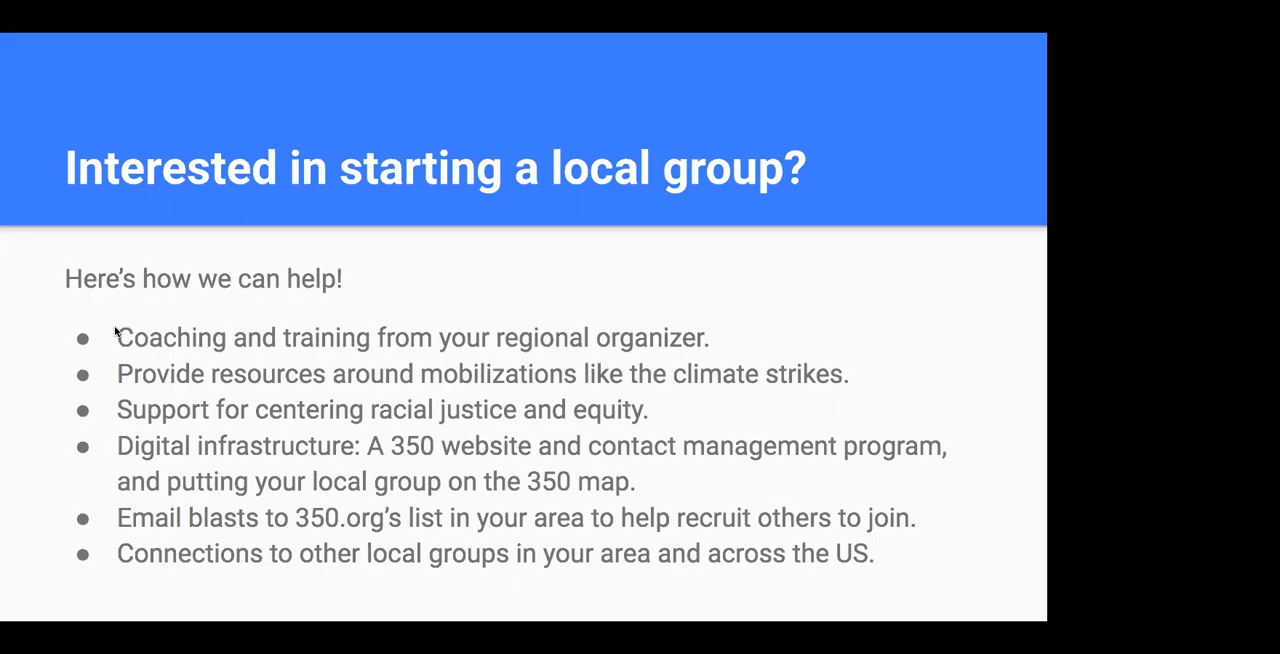 Interested in starting a local group?
Here’s how we can help!
● Coaching and training from your regional organizer.
● Provide resources around mobilizations like the climate strikes.
● Support for centering racial justice and equity.
● Digital infrastructure: A 350 website and contact management program,
and putting your local group on the 350 map.
● Email blasts to 350.org’s list in your area to help recruit others to join.
● Connections to other local groups in your area and across the US.